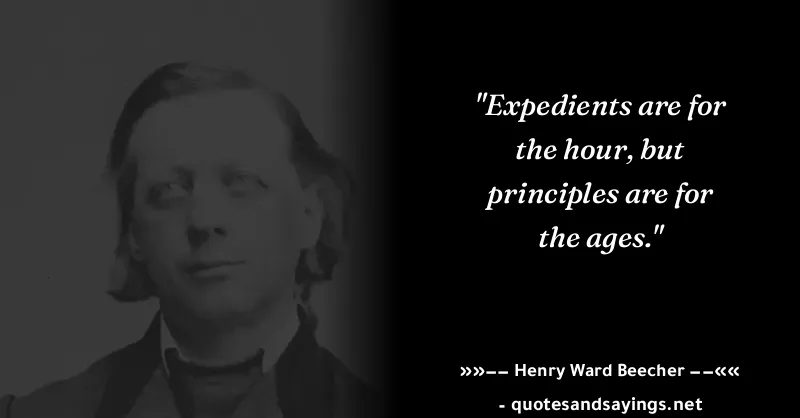 "Expedients are for
the hour, but
principles are for
the ages."
»»−− Henry Ward Beecher −−««
- quotesandsayings.net